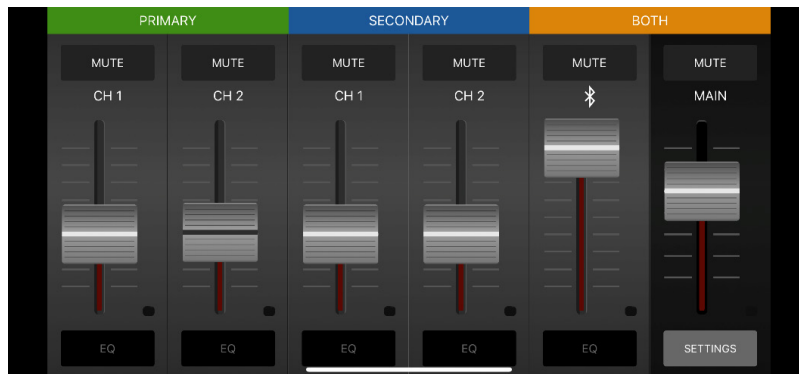 PRIMARY SECONDARY BOTH
MUTE MUTE MUTE MUTE MUTE MUTE
CH 1 CH 2 CH 1 CH 2 MAIN
EQ EQ EQ EQ EQ SETTINGS